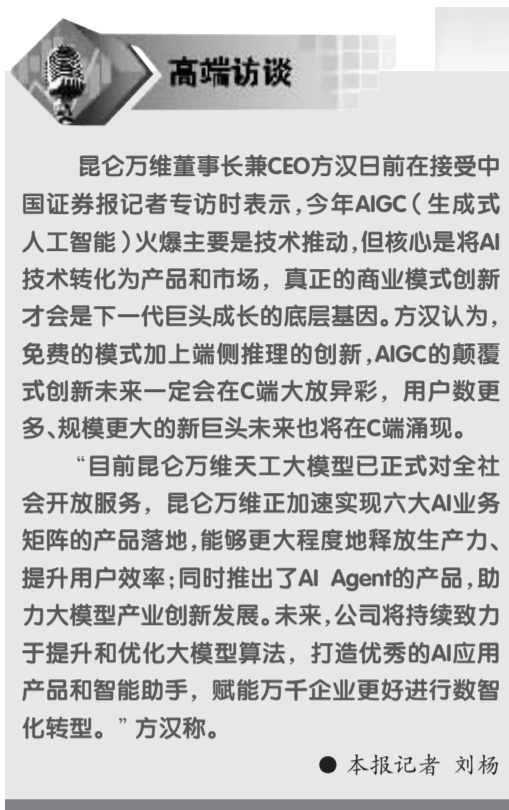 高端访谈
昆仑万维董事长兼CEO方汉日前在接受中
国证券报记者专访时表示,今年AIGC（生成式
人工智能）火爆主要是技术推动,但核心是将AI
技术转化为产品和市场，真正的商业模式创新
才会是下一代巨头成长的底层基因。方汉认为,
免费的模式加上端侧推理的创新,AIGC的颠覆
式创新未来一定会在C端大放异彩，用户数更
多、规模更大的新巨头未来也将在C端涌现。
“目前昆仑万维天工大模型已正式对全社
会开放服务，昆仑万维正加速实现六大AI业务
矩阵的产品落地,能够更大程度地释放生产力、
提升用户效率;同时推出了AI Agent的产品,助
力大模型产业创新发展。未来,公司将持续致力
于提升和优化大模型算法，打造优秀的AI应用
产品和智能助手，赋能万千企业更好进行数智
化转型。”方汉称。
● 本报记者 刘杨